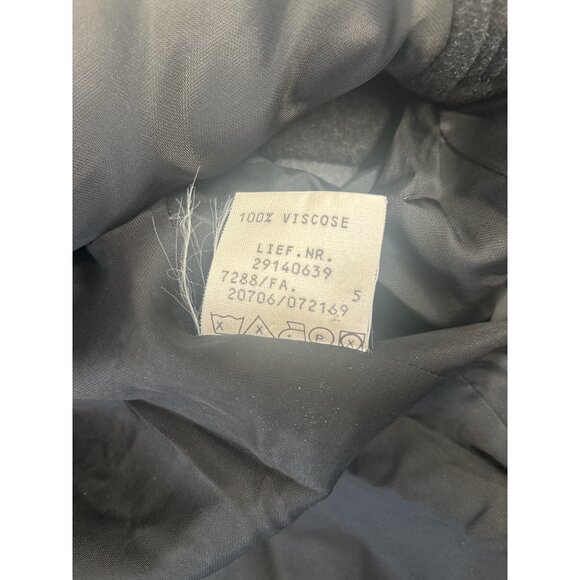 100% VISCOSE
LIEF.NR.
29140639
7288/FA. 5
20706/072169
X X P X